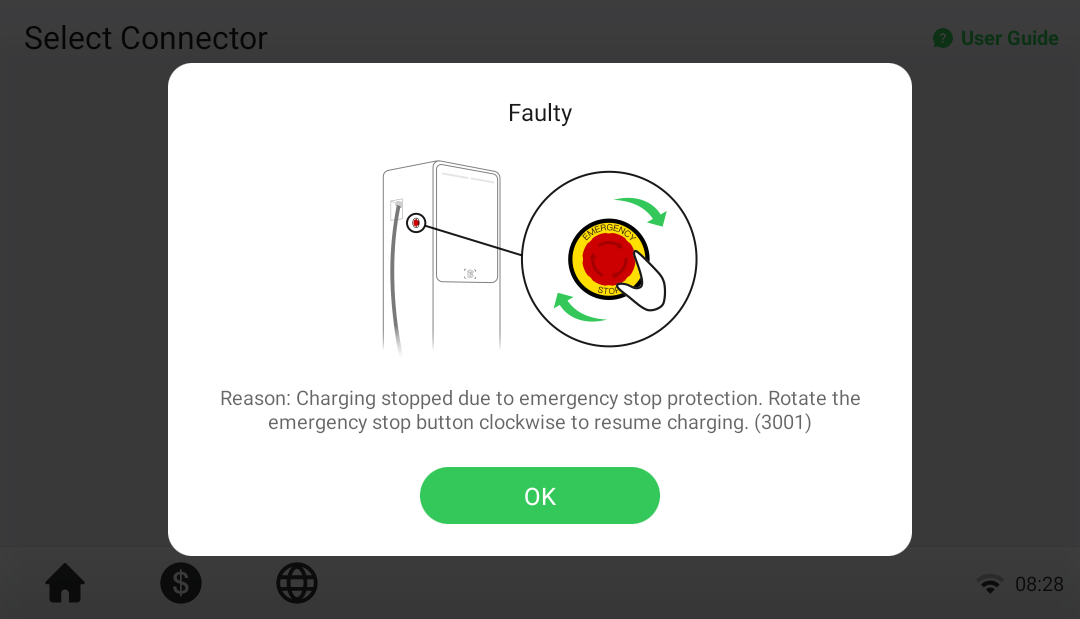 Select Connector
User Guide
Faulty
EMERGENCY
STOP
Reason: Charging stopped due to emergency stop protection. Rotate the
emergency stop button clockwise to resume charging. (3001)
OK
08:28